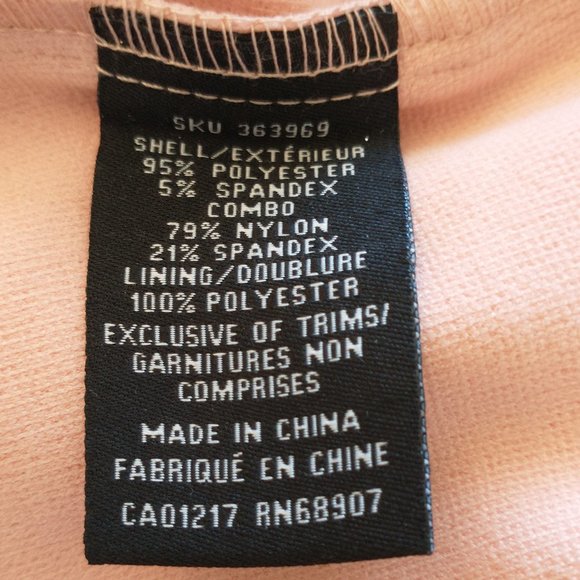 SKU 363969
SHELL/EXTÉRIEUR
95% POLYESTER
5% SPANDEX
COMBO
79% NYLON
21% SPANDEX
LINING/DOUBLURE
100% POLYESTER
EXCLUSIVE OF TRIMS/
GARNITURES NON
COMPRISES
MADE IN CHINA
FABRIQUÉ EN CHINE
CA01217 RN68907